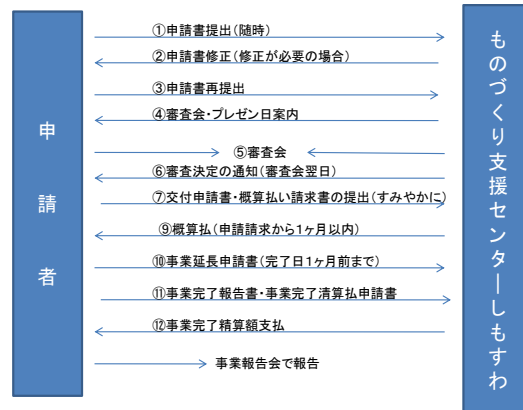 申請者
①申請書提出(随時)
②申請書修正(修正が必要の場合)
③申請書再提出
④審査会・プレゼン日案内
⑤審査会
⑥審査決定の通知(審査会翌日)
⑦交付申請書・概算払い請求書の提出(すみやかに)
⑨概算払(申請請求から1ヶ月以内)
⑩事業延長申請書(完了日1ヶ月前まで)
⑪事業完了報告書・事業完了清算払申請書
⑫事業完了精算額支払
事業報告会で報告
ものづくり支援センターしもすわ